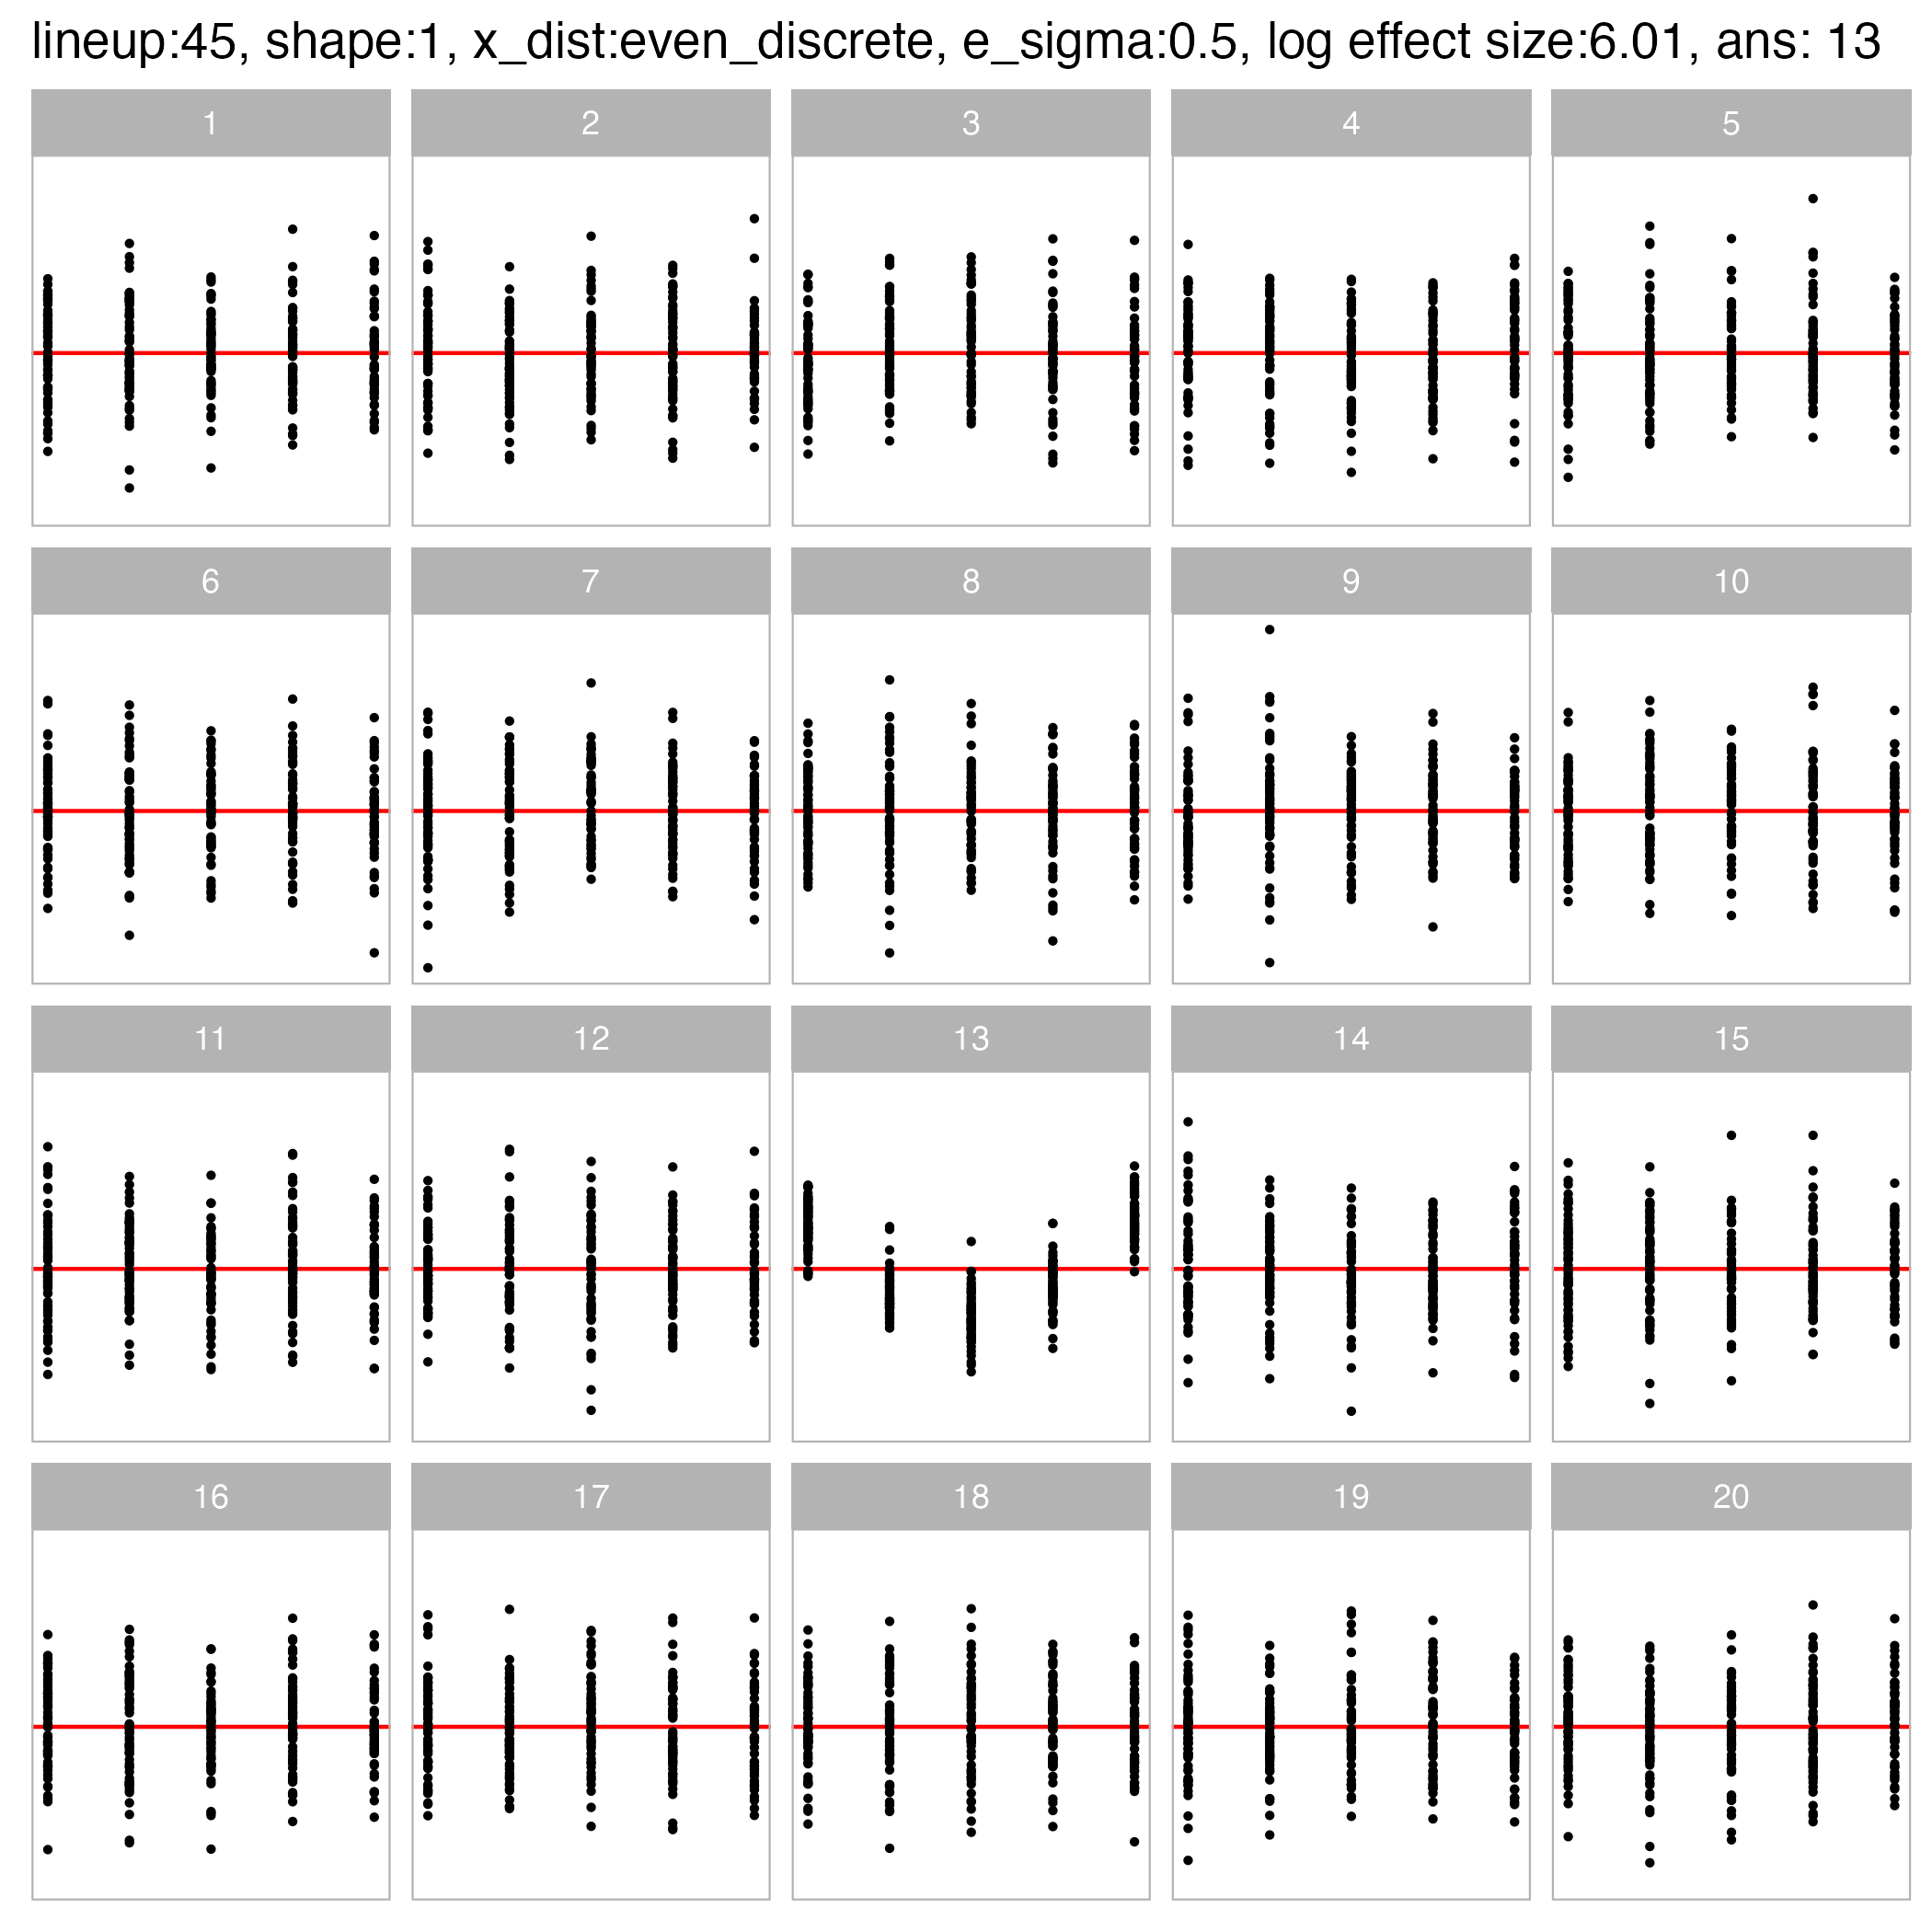 lineup:45, shape:1, x_dist:even_discrete, e_sigma:0.5, log effect size:6.01, ans: 13
1 2 3 4 5
6 7 8 9 10
11 12 13 14 15
16 17 18 19 20